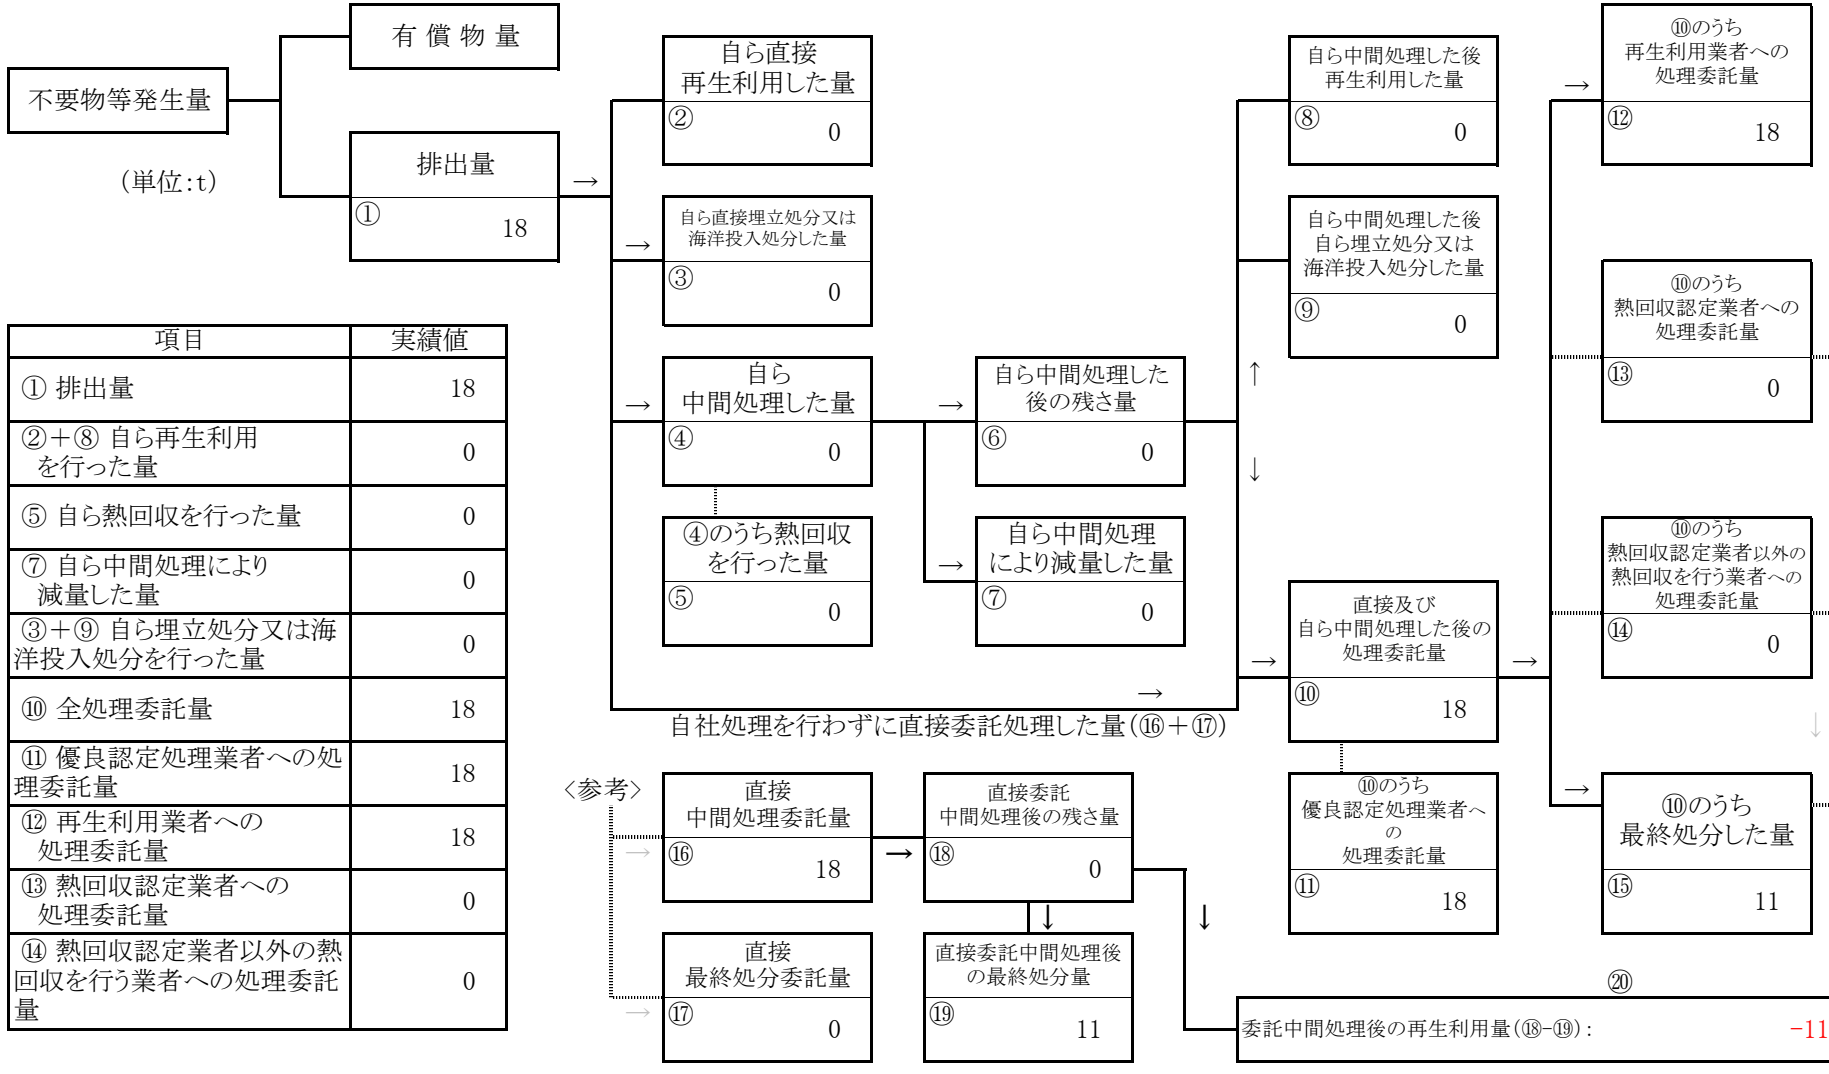 不要物等発生量
(単位:t)
有 償 物 量
排出量
①
18
→
自ら直接
再生利用した量
②
0
→
自ら直接埋立処分又は
海洋投入処分した量
③
0
→
自ら
中間処理した量
④
0
④のうち熱回収
を行った量
⑤
0
→
自ら中間処理した
後の残さ量
⑥
0
→
自ら中間処理
により減量した量
⑦
0
自ら中間処理した後
再生利用した量
⑧
0
自ら中間処理した後
自ら埋立処分又は
海洋投入処分した量
⑨
0
↑
↓
→
直接及び
自ら中間処理した後の
処理委託量
⑩
18
→
⑩のうち
優良認定処理業者へ
の
処理委託量
⑪
18
→
⑩のうち
再生利用業者への
処理委託量
⑫
18
⑩のうち
熱回収認定業者への
処理委託量
⑬
0
⑩のうち
熱回収認定業者以外の
熱回収を行う業者への
処理委託量
⑭
0
↓
→
⑩のうち
最終処分した量
⑮
11
→
自社処理を行わずに直接委託処理した量(⑯+⑰)
<参考>
→
直接
中間処理委託量
⑯
18
→
直接委託
中間処理後の残さ量
⑱
0
↓
↓
→
直接
最終処分委託量
⑰
0
直接委託中間処理後
の最終処分量
⑲
11
⑳
委託中間処理後の再生利用量(⑱-⑲): -11
項目 実績値
① 排出量 18
②+⑧ 自ら再生利用
を行った量 0
⑤ 自ら熱回収を行った量 0
⑦ 自ら中間処理により
減量した量 0
③+⑨ 自ら埋立処分又は海
洋投入処分を行った量 0
⑩ 全処理委託量 18
⑪ 優良認定処理業者への処
理委託量 18
⑫ 再生利用業者への
処理委託量 18
⑬ 熱回収認定業者への
処理委託量 0
⑭ 熱回収認定業者以外の熱
回収を行う業者への処理委託 0
量